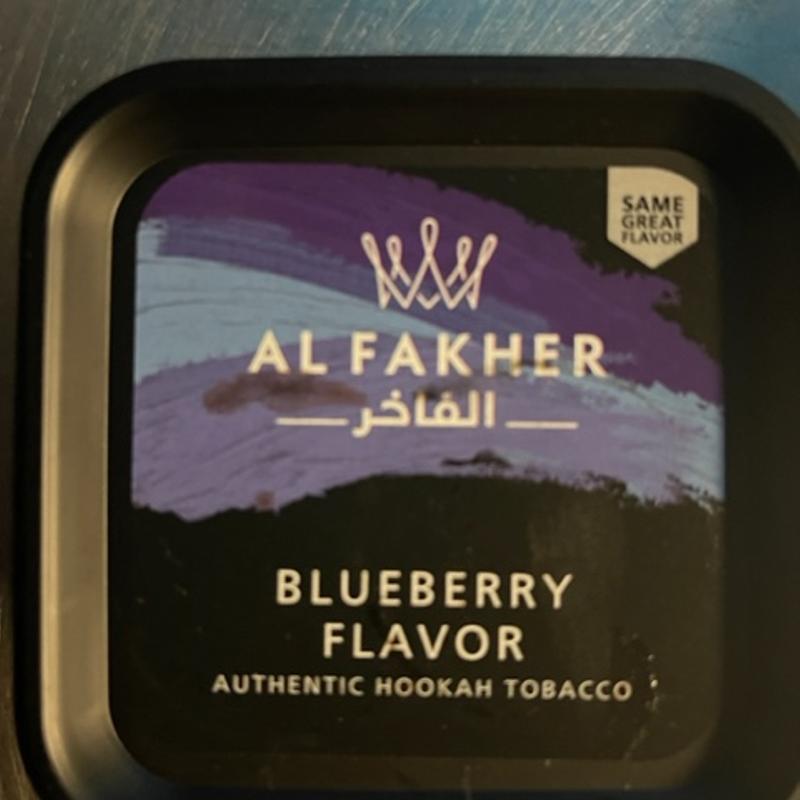 SAME
GREAT
FLAVOR
AL FAKHER
الفاخر
BLUEBERRY
FLAVOR
AUTHENTIC HOOKAH TOBACCO